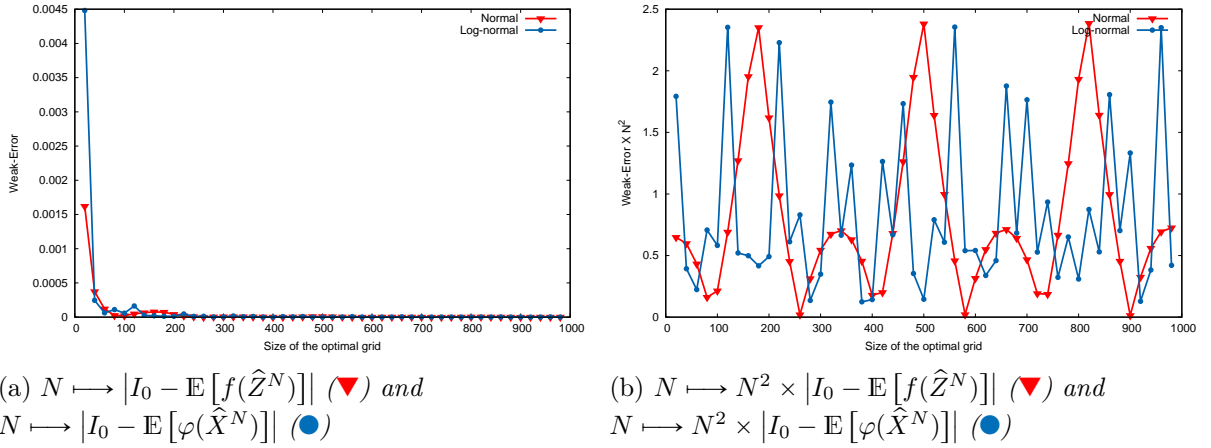 0.0045
0.004
0.0035
0.003
0.0025
0.002
0.0015
0.001
0.0005
0
Weak-Error
0 100 200 300 400 500 600 700 800 900 1000
Size of the optimal grid
Normal
Log-normal
2.5
2
1.5
1
0.5
0
Weak-Error X N²
0 100 200 300 400 500 600 700 800 900 1000
Size of the optimal grid
Normal
Log-normal
(a) N ⟼ |I₀ − 𝔼[f(Ẑᴺ)]| (▼) and
N ⟼ |I₀ − 𝔼[φ(X̂ᴺ)]| (●)
(b) N ⟼ N² × |I₀ − 𝔼[f(Ẑᴺ)]| (▼) and
N ⟼ N² × |I₀ − 𝔼[φ(X̂ᴺ)]| (●)